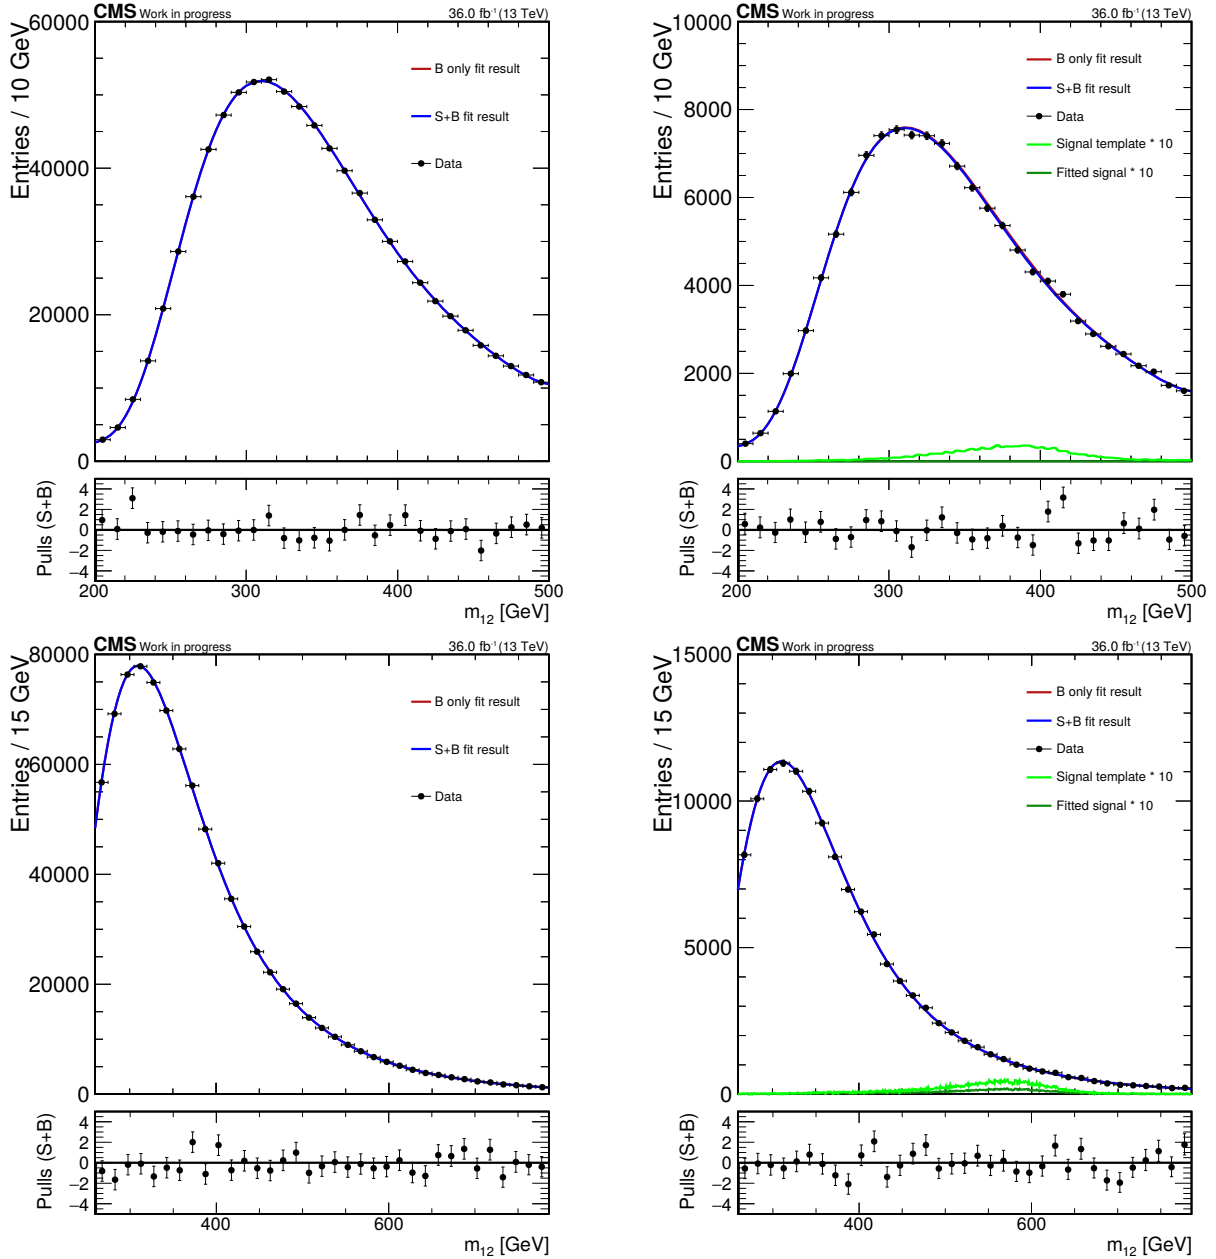 CMS Work in progress 36.0 fb-1 (13 TeV)
Entries / 10 GeV
60000
40000
20000
0
B only fit result
S+B fit result
Data
Pulls (S+B)
4
2
0
−2
−4
200 300 400 500
m12 [GeV]
CMS Work in progress 36.0 fb-1 (13 TeV)
Entries / 10 GeV
10000
8000
6000
4000
2000
0
B only fit result
S+B fit result
Data
Signal template * 10
Fitted signal * 10
Pulls (S+B)
4
2
0
−2
−4
200 300 400 500
m12 [GeV]
CMS Work in progress 36.0 fb-1 (13 TeV)
Entries / 15 GeV
80000
60000
40000
20000
0
B only fit result
S+B fit result
Data
Pulls (S+B)
4
2
0
−2
−4
400 600
m12 [GeV]
CMS Work in progress 36.0 fb-1 (13 TeV)
Entries / 15 GeV
15000
10000
5000
0
B only fit result
S+B fit result
Data
Signal template * 10
Fitted signal * 10
Pulls (S+B)
4
2
0
−2
−4
400 600
m12 [GeV]